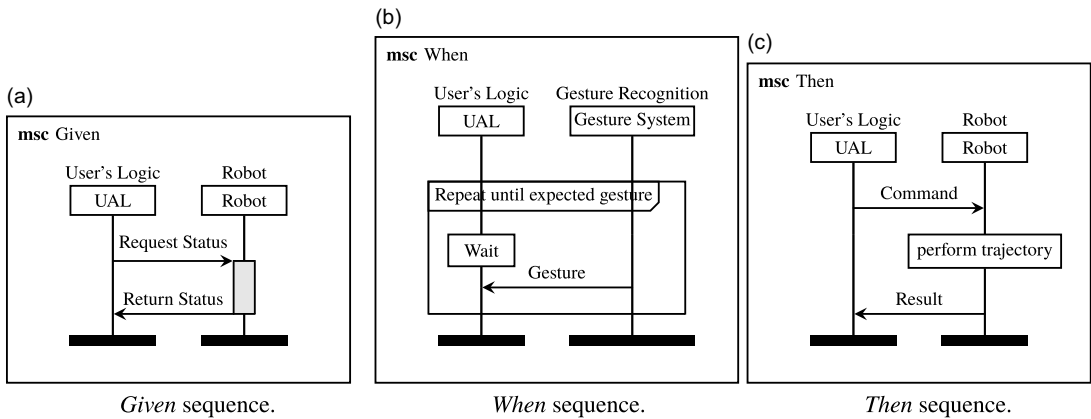 (a)
msc Given
User's Logic Robot
UAL Robot
Request Status
Return Status
Given sequence.
(b)
msc When
User's Logic Gesture Recognition
UAL Gesture System
Repeat until expected gesture
Wait
Gesture
When sequence.
(c)
msc Then
User's Logic Robot
UAL Robot
Command
perform trajectory
Result
Then sequence.